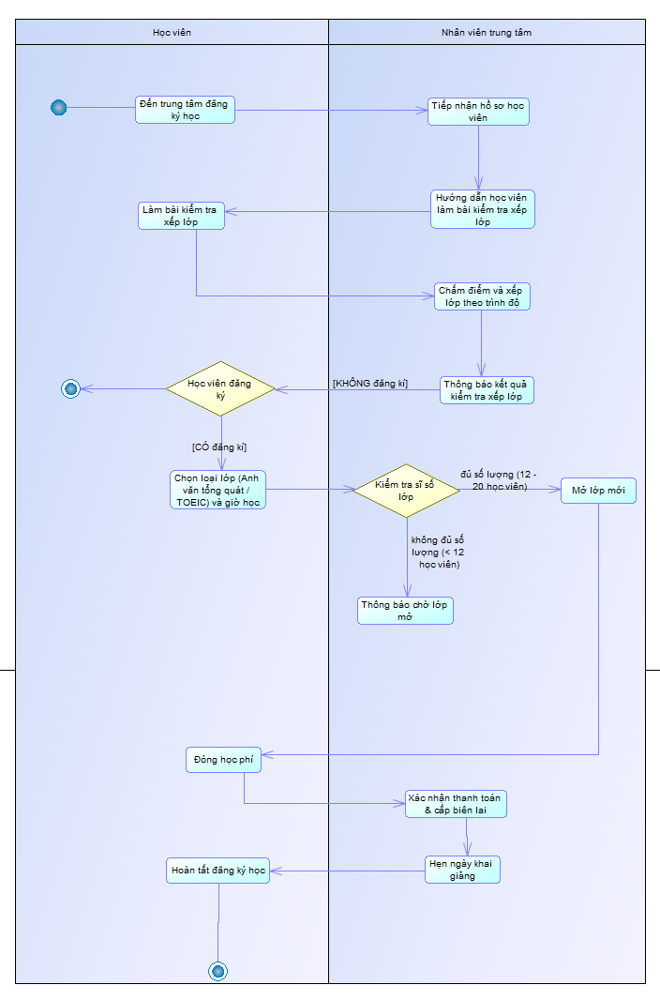 Học viên
Nhân viên trung tâm
Đến trung tâm đăng
ký học
Tiếp nhận hồ sơ học
viên
Hướng dẫn học viên
làm bài kiểm tra xếp
lớp
Làm bài kiểm tra
xếp lớp
Chấm điểm và xếp
lớp theo trình độ
[KHÔNG đăng kí]
Thông báo kết quả
kiểm tra xếp lớp
Học viên đăng
ký
[CÓ đăng kí]
Chọn loại lớp (Anh
văn tổng quát /
TOEIC) và giờ học
Kiểm tra sĩ số
lớp
đủ số lượng (12 -
20 học viên)
Mở lớp mới
không đủ số
lượng (< 12
học viên)
Thông báo chờ lớp
mở
Đóng học phí
Xác nhận thanh toán
& cấp biên lai
Hẹn ngày khai
giảng
Hoàn tất đăng ký học